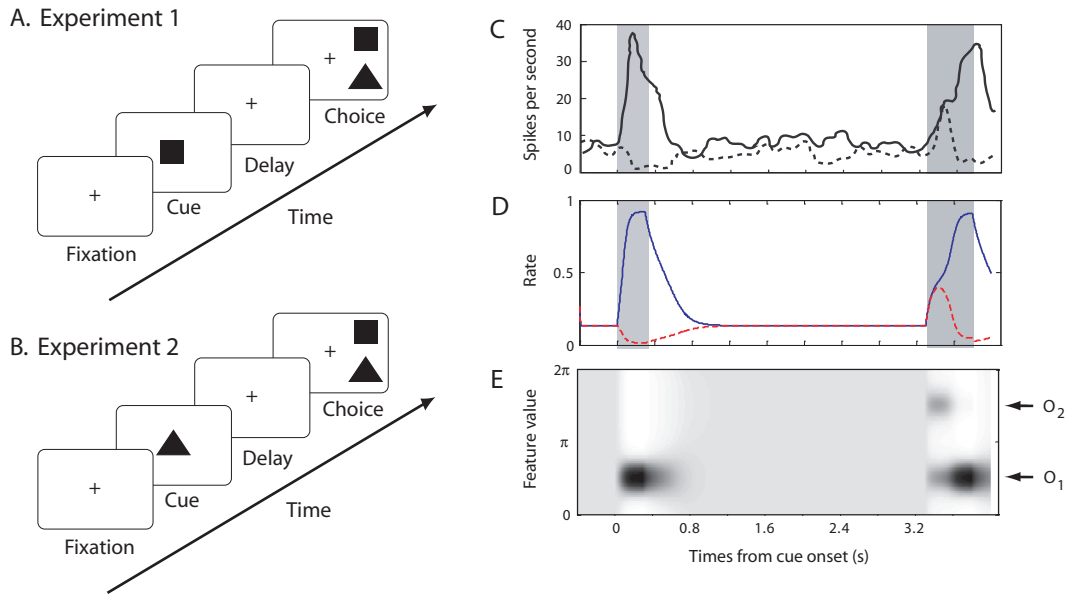 A. Experiment 1
+
Fixation
Cue
+
Delay
+
Choice
Time
B. Experiment 2
+
Fixation
Cue
+
Delay
+
Choice
Time
C
Spikes per second
40
30
20
10
0
D
Rate
1
0.5
0
E
Feature value
2π
π
0
O2
O1
0 0.8 1.6 2.4 3.2
Times from cue onset (s)